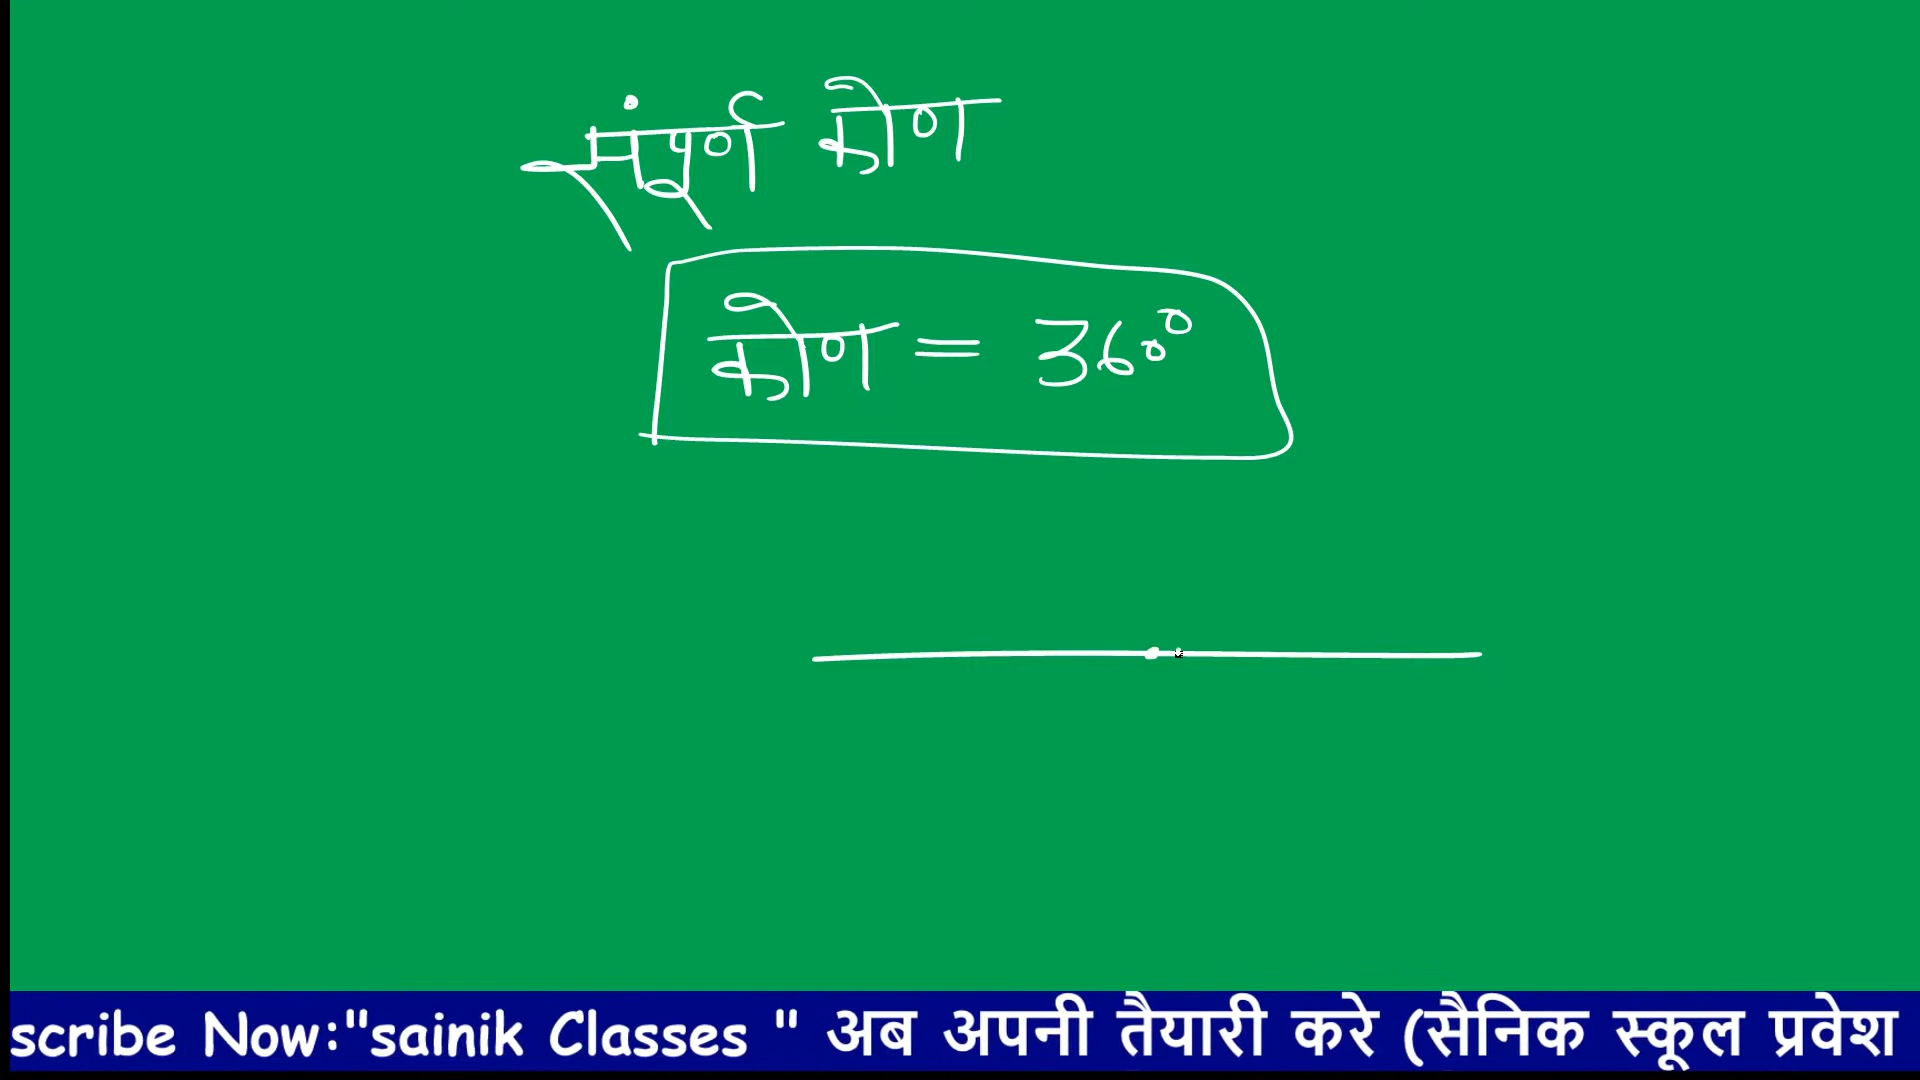 संपूर्ण कोण
कोण = 360°
scribe Now:"sainik Classes " अब अपनी तैयारी करे (सैनिक स्कूल प्रवेश